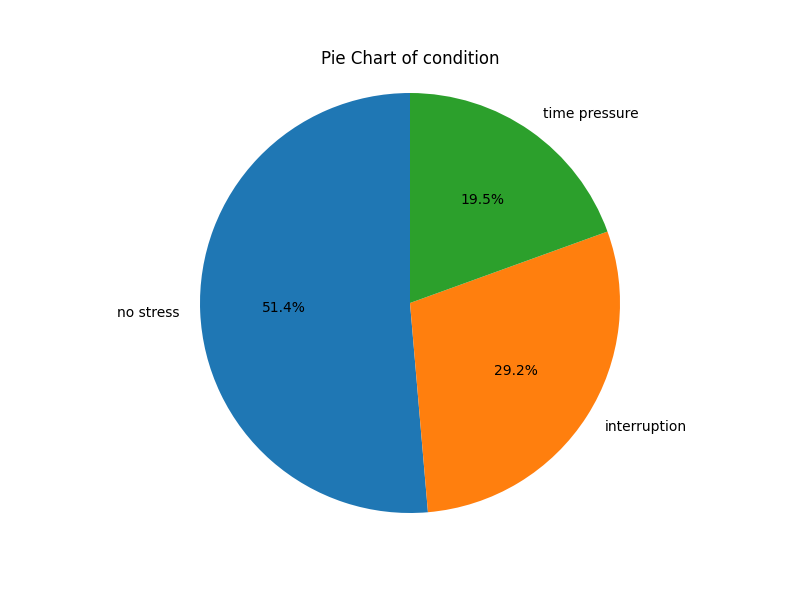 Pie Chart of condition
time pressure
19.5%
no stress
51.4%
29.2%
interruption